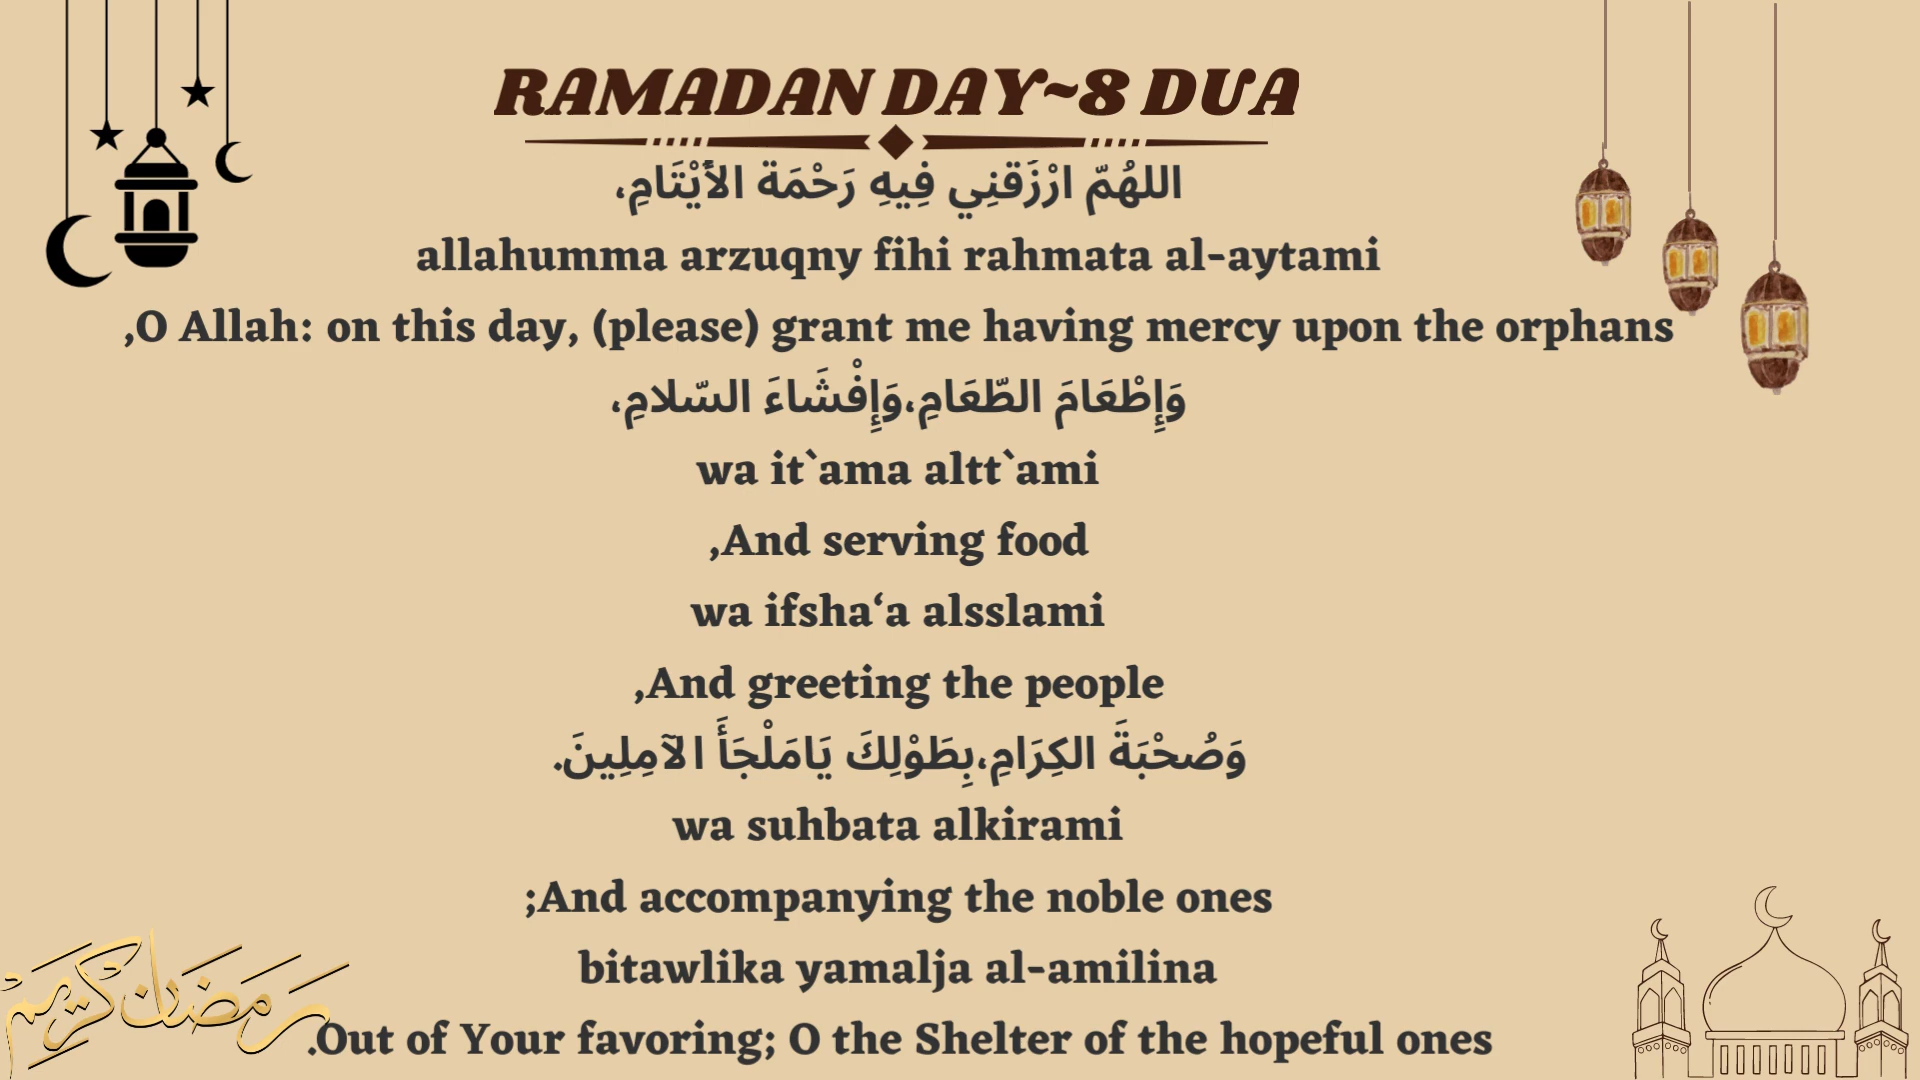 RAMADAN DAY~8 DUA
اللهُمّ ارْزَقنِي فِيهِ رَحْمَة الأَيْتَامِ،
allahumma arzuqny fihi rahmata al-aytami
,O Allah: on this day, (please) grant me having mercy upon the orphans
وَإِطْعَامَ الطّعَامِ،وَإِفْشَاءَ السّلامِ،
wa it`ama altt`ami
,And serving food
wa ifsha‘a alsslami
,And greeting the people
وَصُحْبَةَ الكِرَامِ،بِطَوْلِكَ يَامَلْجَأَ الآمِلِينَ.
wa suhbata alkirami
;And accompanying the noble ones
bitawlika yamalja al-amilina
.Out of Your favoring; O the Shelter of the hopeful ones
رَمَضَان كَرِيم